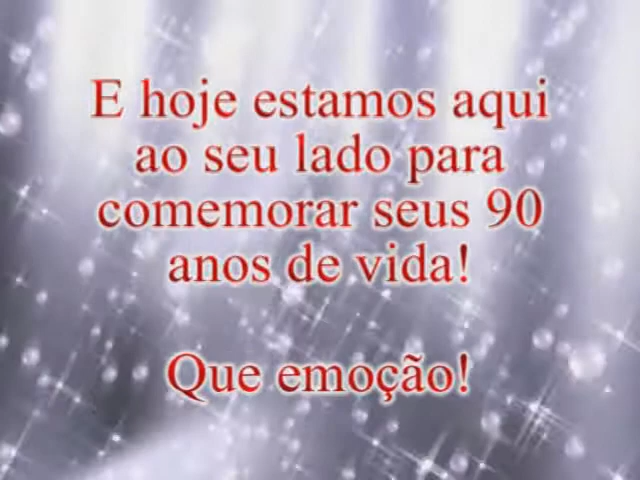 E hoje estamos aqui
ao seu lado para
comemorar seus 90
anos de vida!
Que emoção!